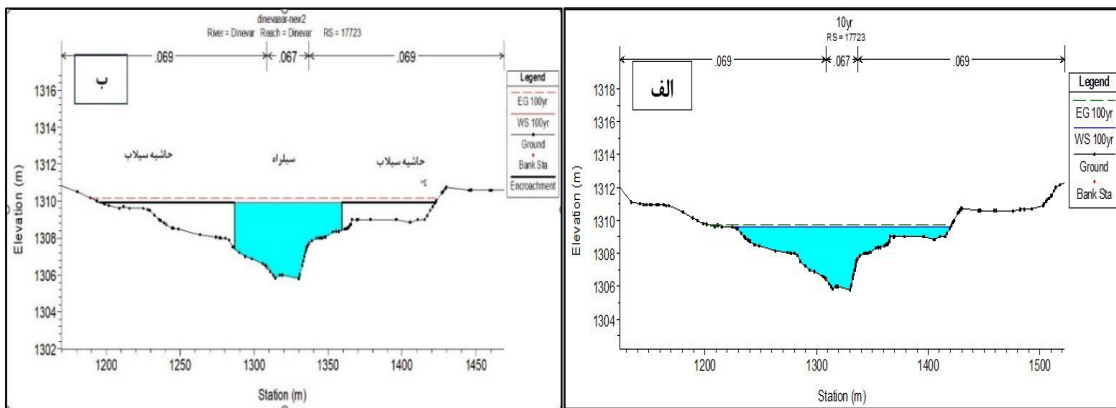 dinevasar-new2
River = Dinevar Reach = Dinevar RS = 17723
.069 .067 .069
ب
Legend
EG 100yr
WS 100yr
Ground
Bank Sta
Encroachment
حاشیه سیلاب
سیلراه
حاشیه سیلاب
Elevation (m)
1316
1314
1312
1310
1308
1306
1304
1302
1200 1250 1300 1350 1400 1450
Station (m)
10yr
RS = 17723
.069 .067 .069
الف
Legend
EG 100yr
WS 100yr
Ground
Bank Sta
Elevation (m)
1318
1316
1314
1312
1310
1308
1306
1304
1200 1310 1400 1500
Station (m)